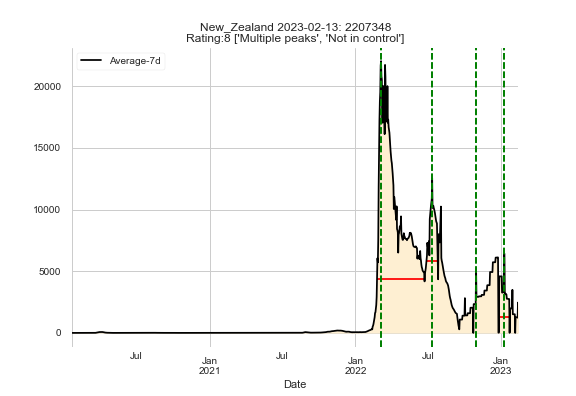 New_Zealand 2023-02-13: 2207348
Rating:8 ['Multiple peaks', 'Not in control']
Average-7d
20000
15000
10000
5000
0
Jul
Jan
2021
Jul
Jan
2022
Jul
Jan
2023
Date